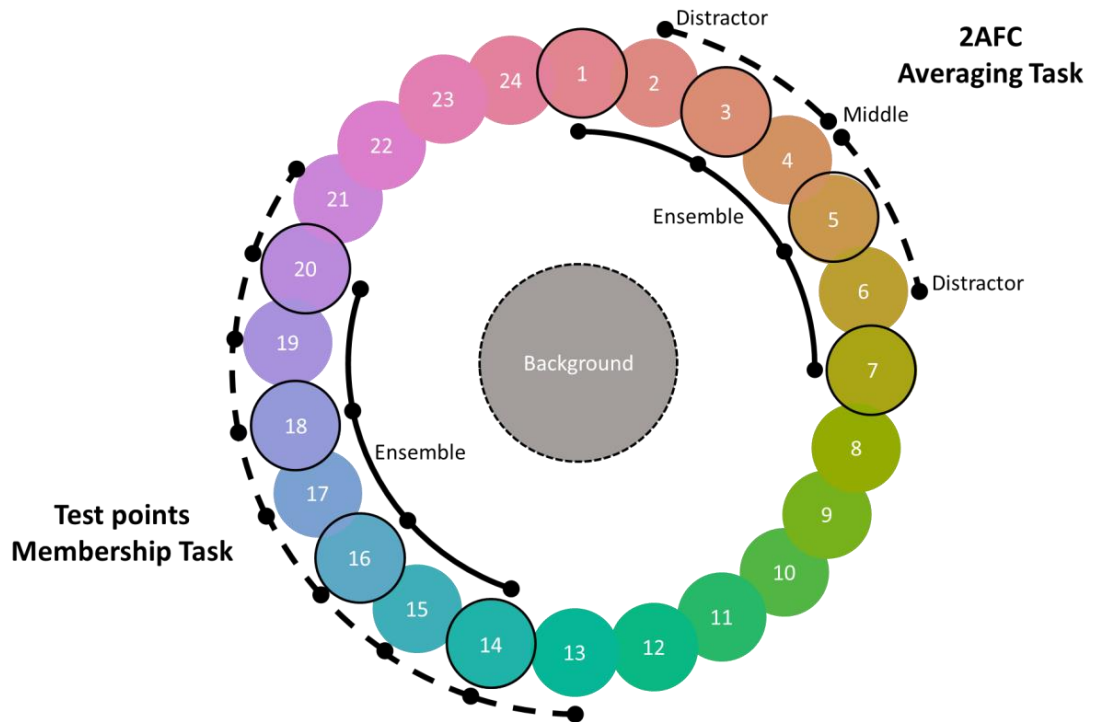 Distractor
2AFC
Averaging Task
1
2
3
4
5
6
7
8
9
10
11
12
13
14
15
16
17
18
19
20
21
22
23
24
Middle
Ensemble
Distractor
Background
Ensemble
Test points
Membership Task